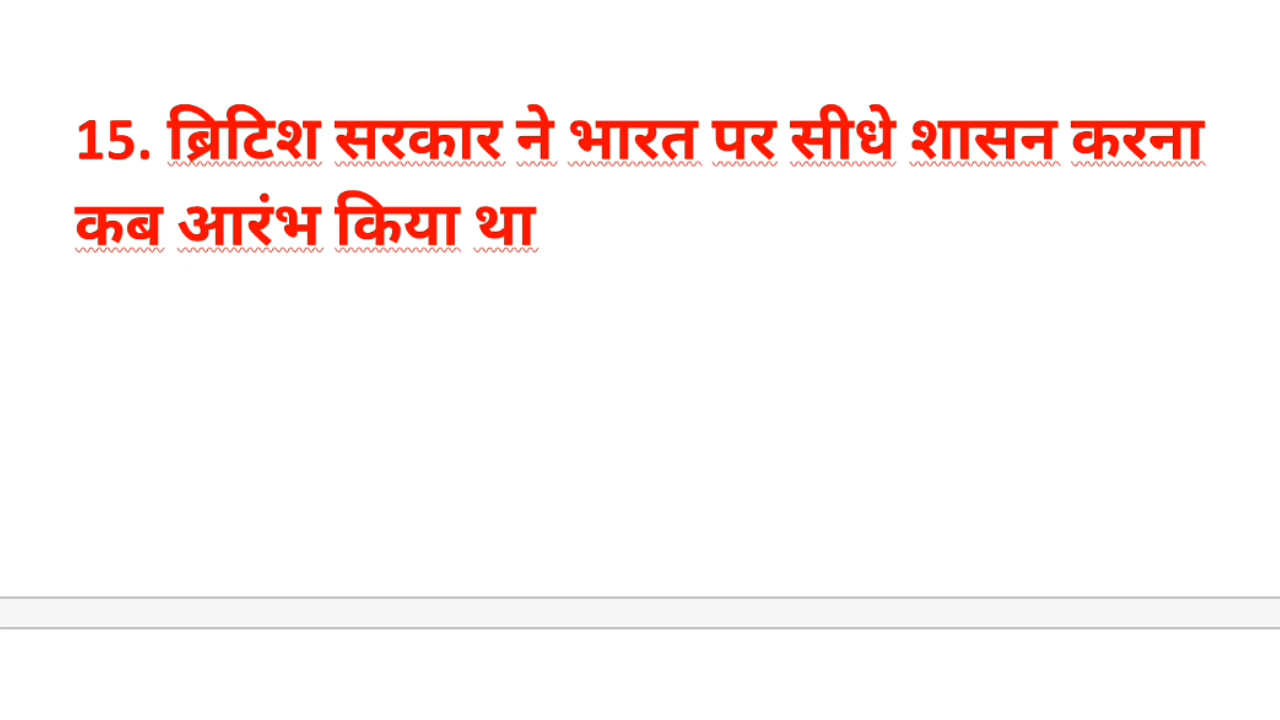 15. ब्रिटिश सरकार ने भारत पर सीधे शासन करना
कब आरंभ किया था